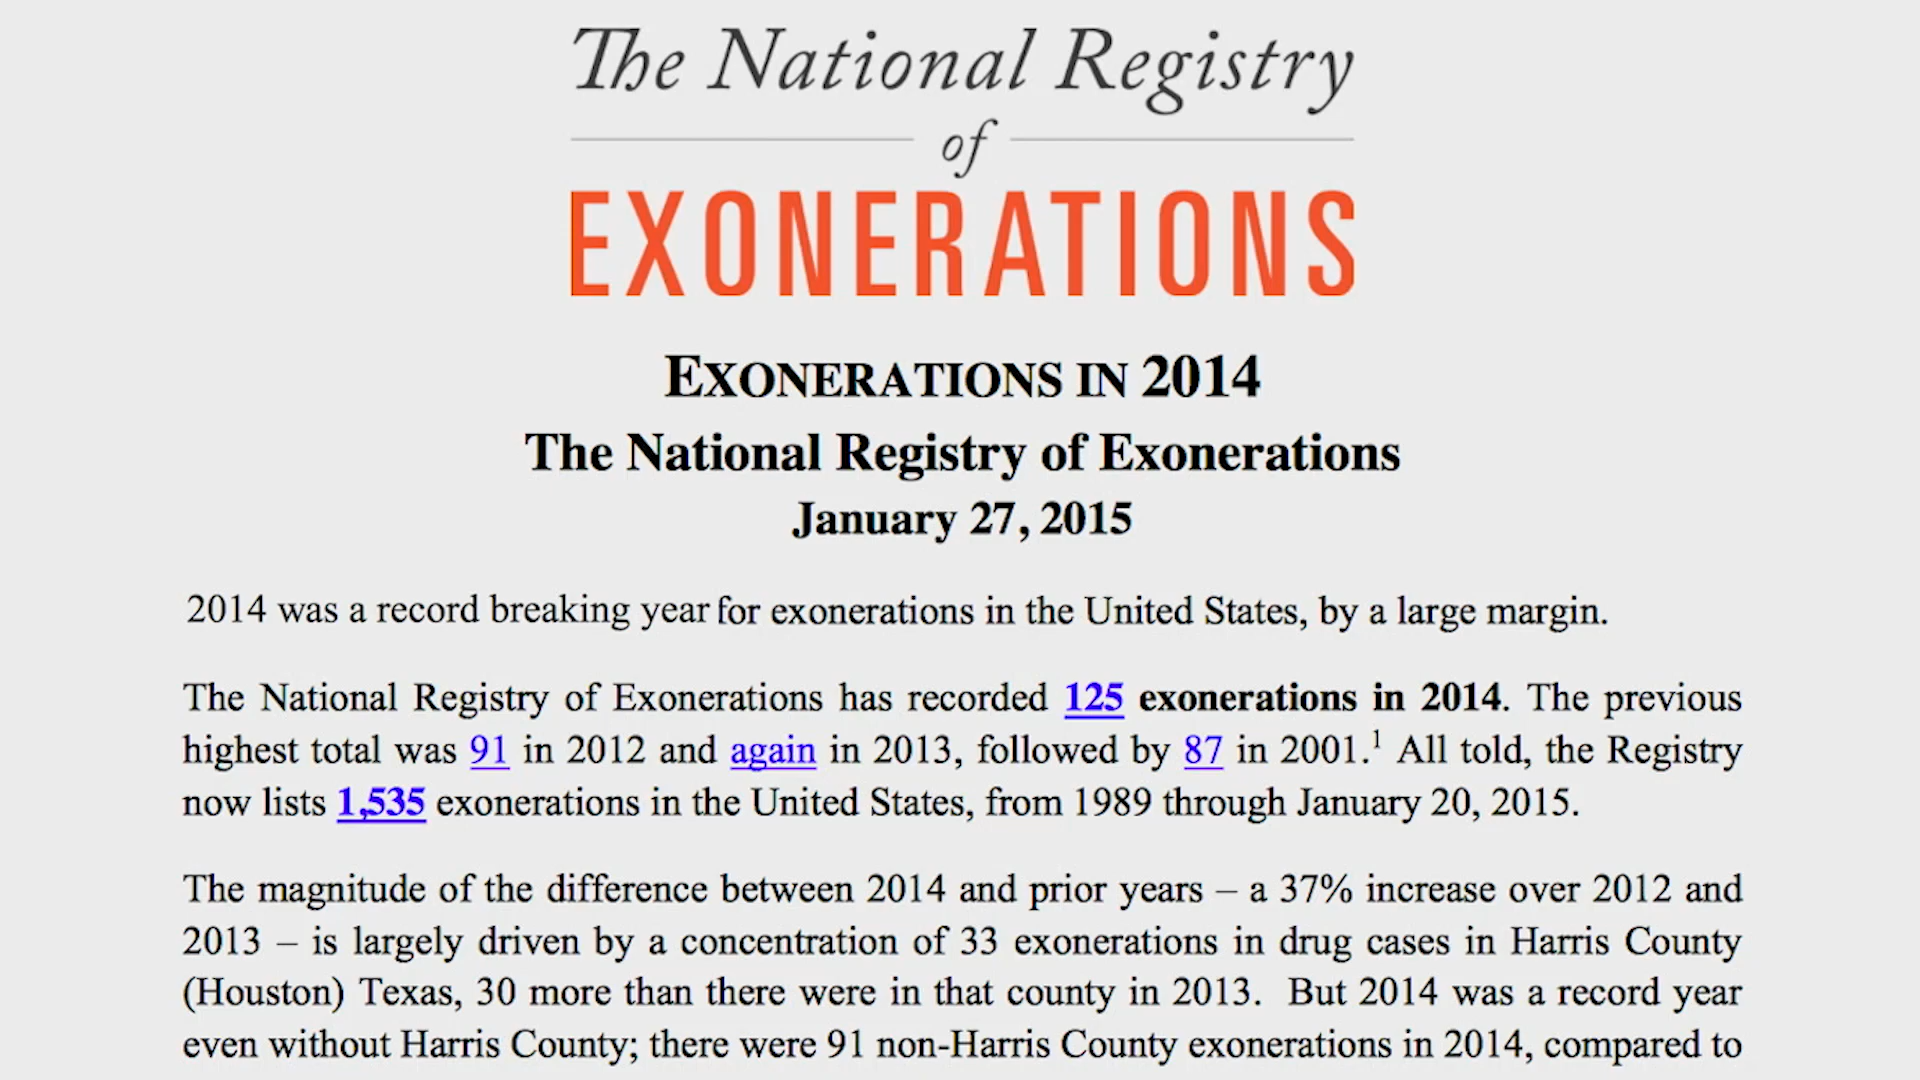 The National Registry
of
EXONERATIONS
EXONERATIONS IN 2014
The National Registry of Exonerations
January 27, 2015
2014 was a record breaking year for exonerations in the United States, by a large margin.
The National Registry of Exonerations has recorded 125 exonerations in 2014. The previous
highest total was 91 in 2012 and again in 2013, followed by 87 in 2001.¹ All told, the Registry
now lists 1,535 exonerations in the United States, from 1989 through January 20, 2015.
The magnitude of the difference between 2014 and prior years – a 37% increase over 2012 and
2013 – is largely driven by a concentration of 33 exonerations in drug cases in Harris County
(Houston) Texas, 30 more than there were in that county in 2013.  But 2014 was a record year
even without Harris County; there were 91 non-Harris County exonerations in 2014, compared to